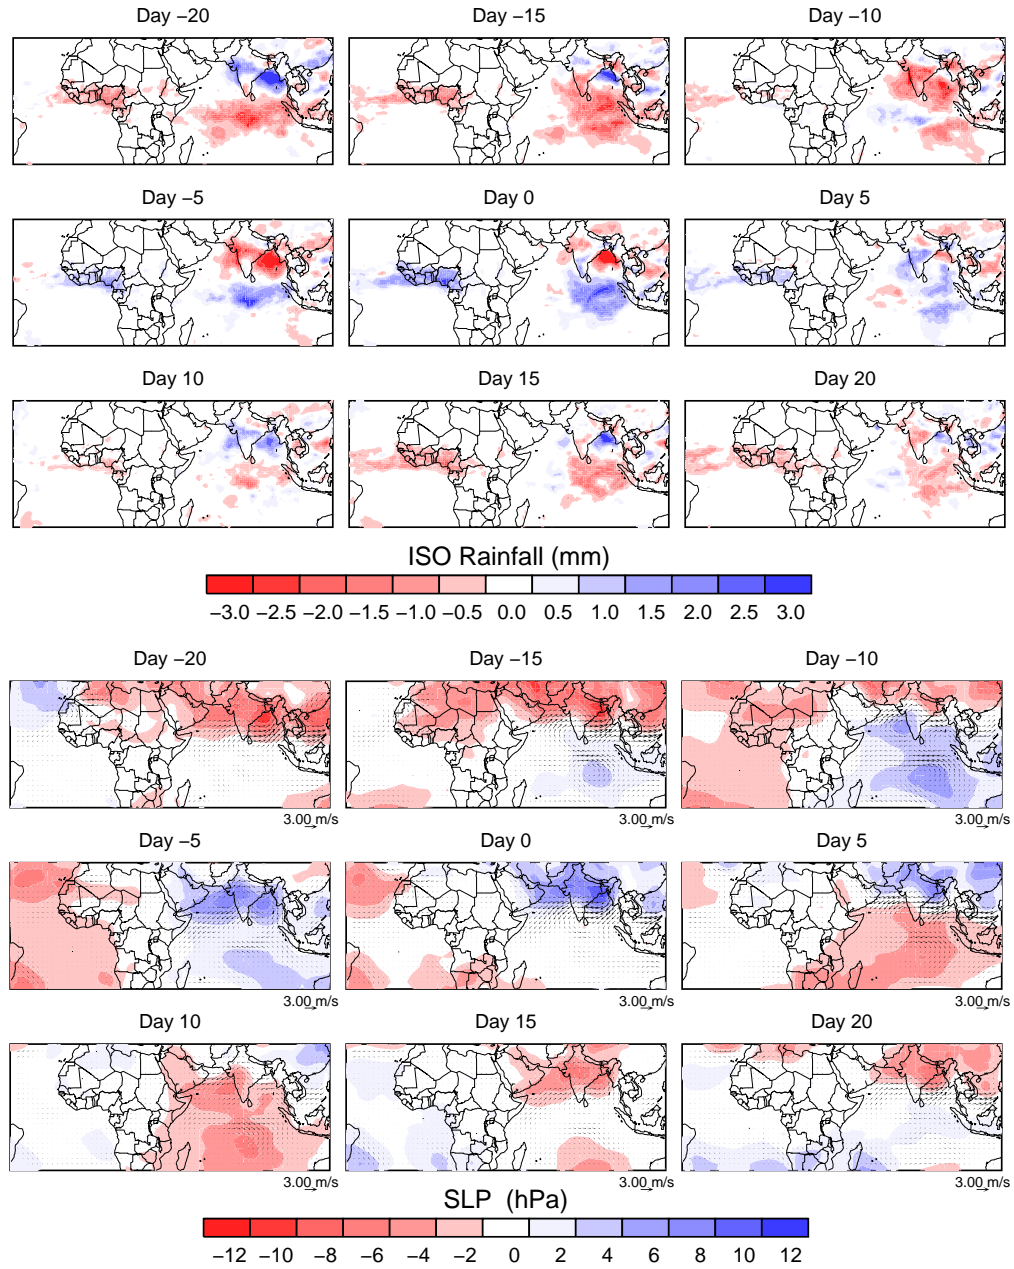 Day −20 Day −15 Day −10
Day −5 Day 0 Day 5
Day 10 Day 15 Day 20
ISO Rainfall (mm)
−3.0 −2.5 −2.0 −1.5 −1.0 −0.5 0.0 0.5 1.0 1.5 2.0 2.5 3.0
Day −20 Day −15 Day −10
3.00 m/s 3.00 m/s 3.00 m/s
Day −5 Day 0 Day 5
3.00 m/s 3.00 m/s 3.00 m/s
Day 10 Day 15 Day 20
3.00 m/s 3.00 m/s 3.00 m/s
SLP (hPa)
−12 −10 −8 −6 −4 −2 0 2 4 6 8 10 12